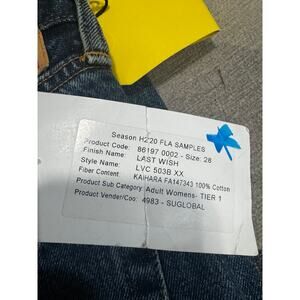 Season H2'20 FLA SAMPLES
Product Code: 86197 0002 - Size: 28
Finish Name: LAST WISH
Style Name: LVC 503B XX
Fiber Content KAIHARA FA147343 100% Cotton
Product Sub Category: Adult Womens- TIER 1
Product Vender/Coo: 4983 - SUGLOBAL